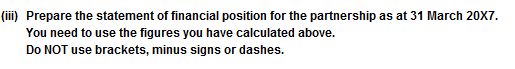 (iii) Prepare the statement of financial position for the partnership as at 31 March 20X7.
You need to use the figures you have calculated above.
Do NOT use brackets, minus signs or dashes.